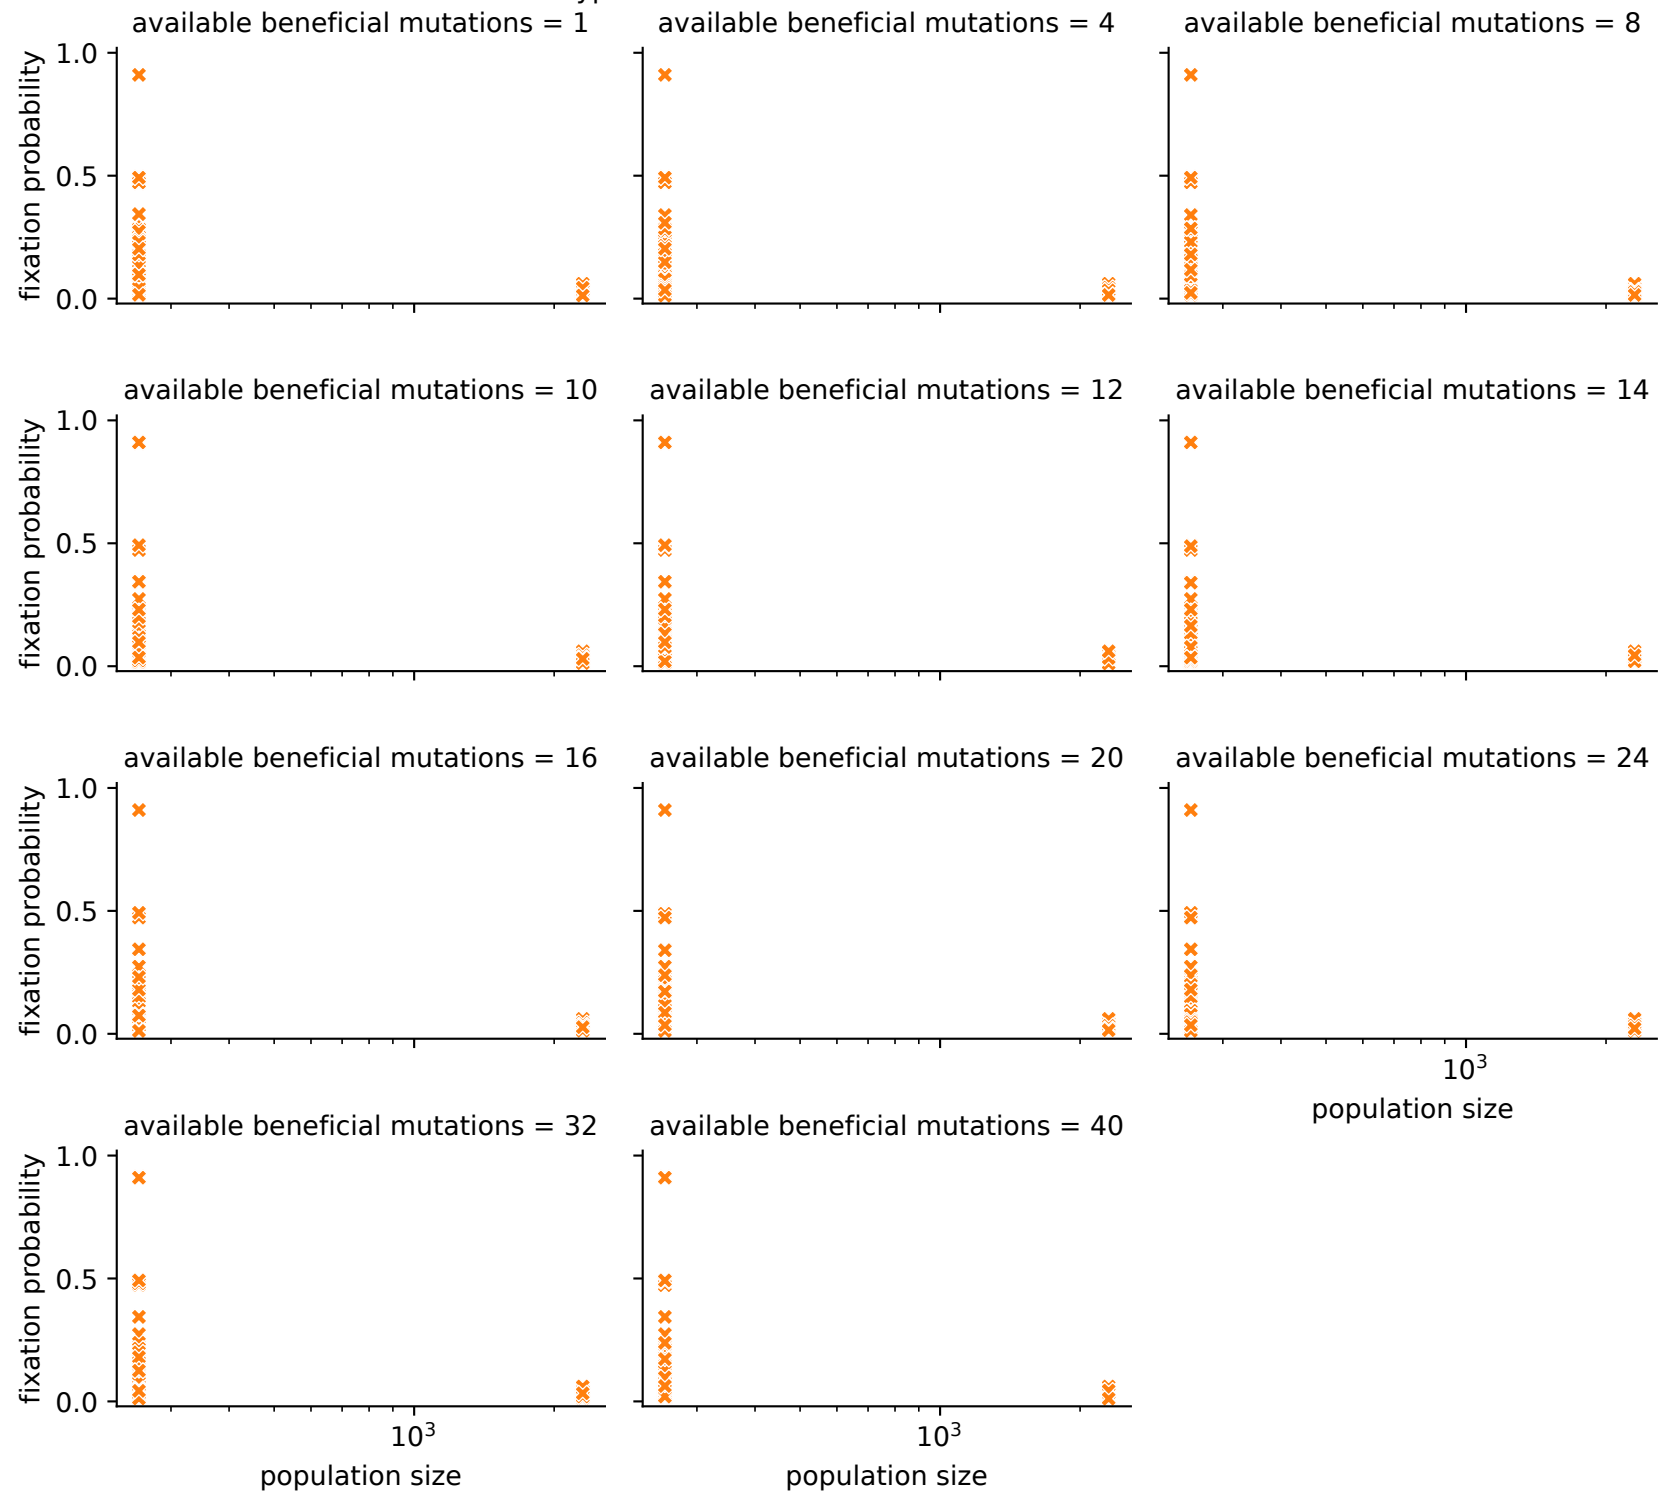 available beneficial mutations = 1
available beneficial mutations = 4
available beneficial mutations = 8
1.0
0.5
0.0
fixation probability
available beneficial mutations = 10
available beneficial mutations = 12
available beneficial mutations = 14
1.0
0.5
0.0
fixation probability
available beneficial mutations = 16
available beneficial mutations = 20
available beneficial mutations = 24
1.0
0.5
0.0
fixation probability
10³
population size
available beneficial mutations = 32
available beneficial mutations = 40
1.0
0.5
0.0
fixation probability
10³
10³
population size
population size